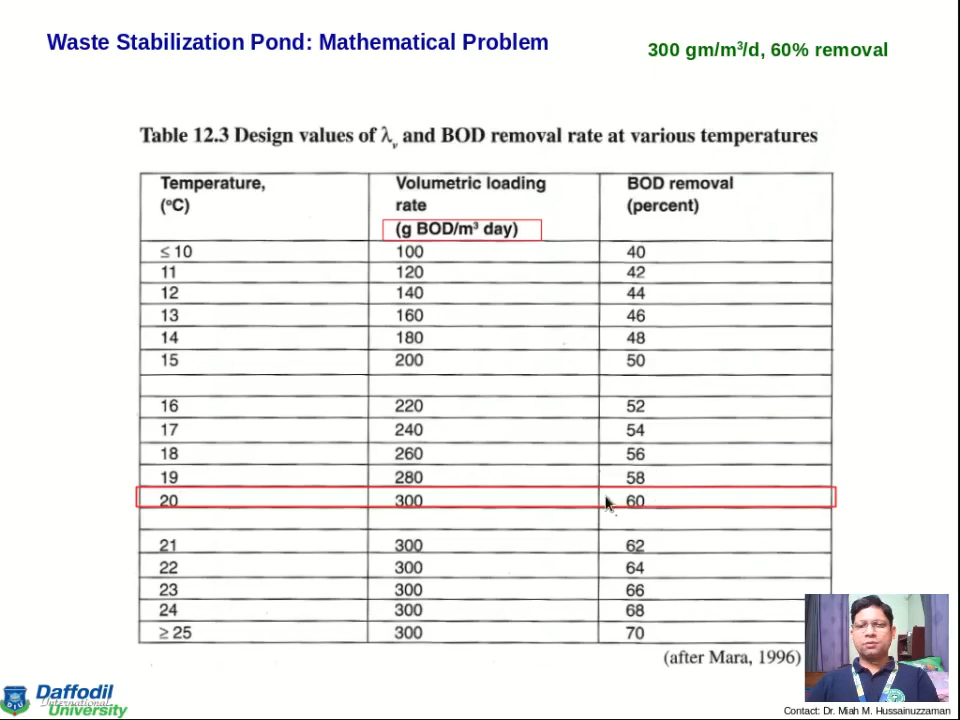 Waste Stabilization Pond: Mathematical Problem
300 gm/m³/d, 60% removal
Table 12.3 Design values of λᵥ and BOD removal rate at various temperatures
Temperature, (°C) Volumetric loading rate (g BOD/m³ day) BOD removal (percent)
≤ 10 100 40
11 120 42
12 140 44
13 160 46
14 180 48
15 200 50
16 220 52
17 240 54
18 260 56
19 280 58
20 300 60
21 300 62
22 300 64
23 300 66
24 300 68
≥ 25 300 70
(after Mara, 1996)
Daffodil
International
University
Contact: Dr. Miah M. Hussainuzzaman